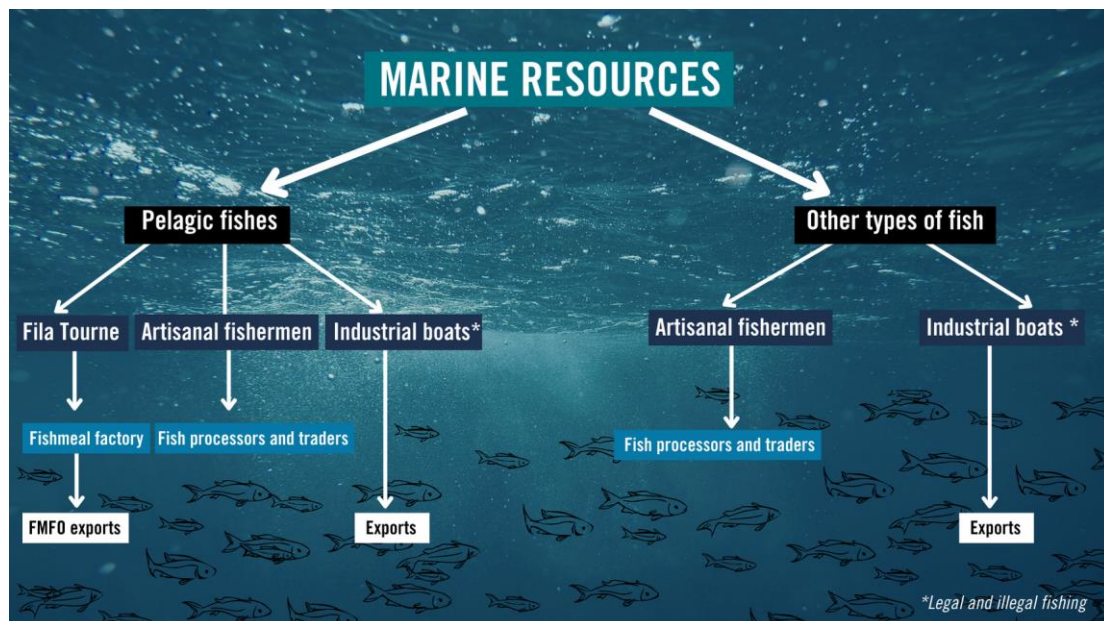 MARINE RESOURCES
Pelagic fishes
Other types of fish
Fila Tourne
Artisanal fishermen
Industrial boats*
Artisanal fishermen
Industrial boats *
Fishmeal factory
Fish processors and traders
Fish processors and traders
FMFO exports
Exports
Exports
*Legal and illegal fishing